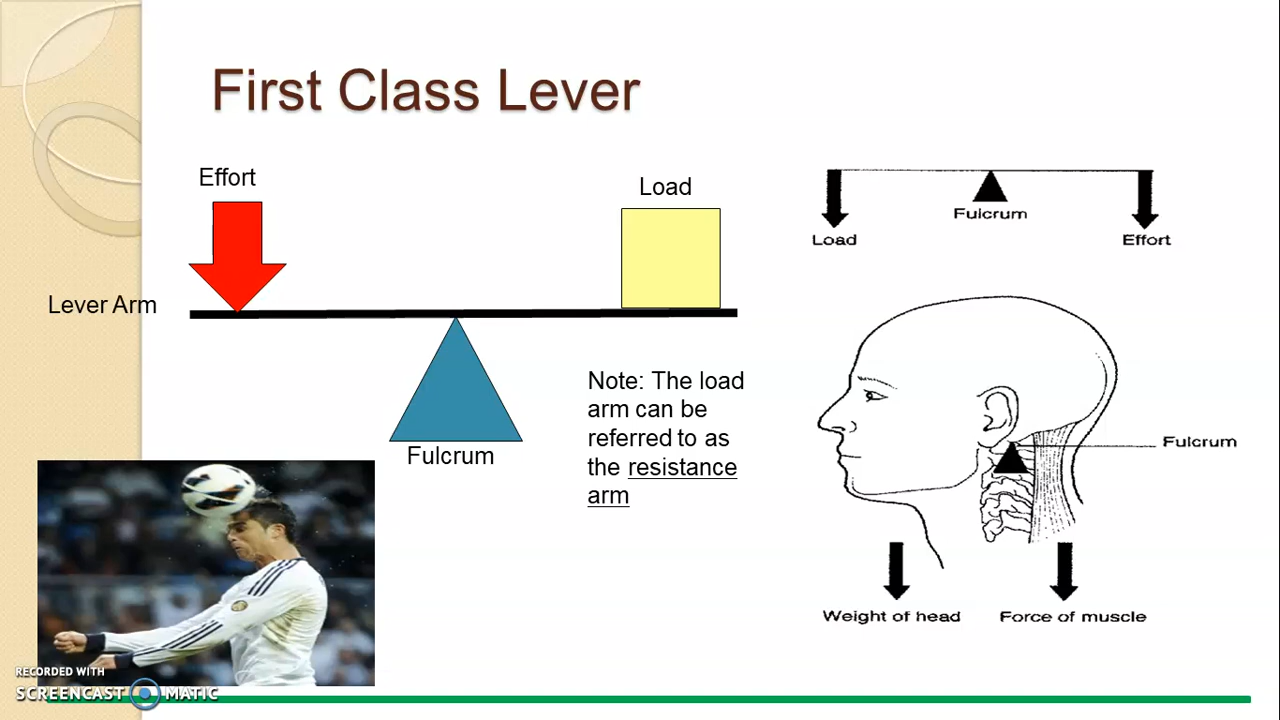 First Class Lever
Effort
Load
Lever Arm
Fulcrum
Note: The load
arm can be
referred to as
the resistance
arm
Fulcrum
Load
Effort
Fulcrum
Weight of head
Force of muscle
RECORDED WITH
SCREENCAST MATIC